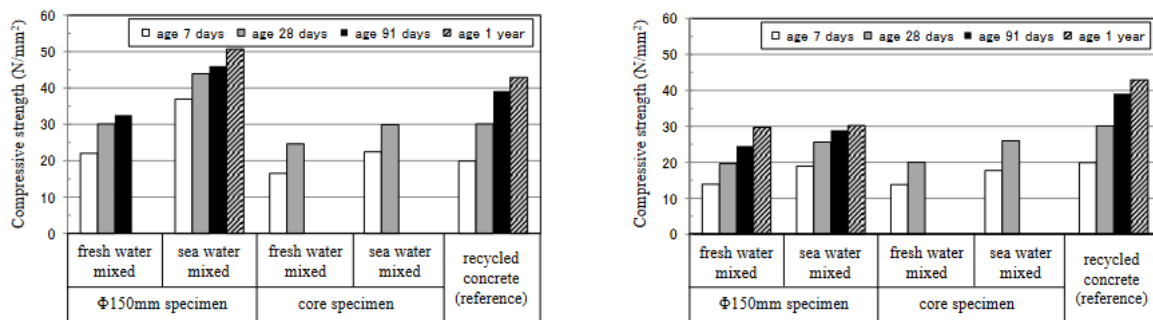 Compressive strength (N/mm²)
60
50
40
30
20
10
0
age 7 days age 28 days age 91 days age 1 year
fresh water mixed
sea water mixed
fresh water mixed
sea water mixed
recycled concrete (reference)
Φ150mm specimen
core specimen
Compressive strength (N/mm²)
60
50
40
30
20
10
0
age 7 days age 28 days age 91 days age 1 year
fresh water mixed
sea water mixed
fresh water mixed
sea water mixed
recycled concrete (reference)
Φ150mm specimen
core specimen